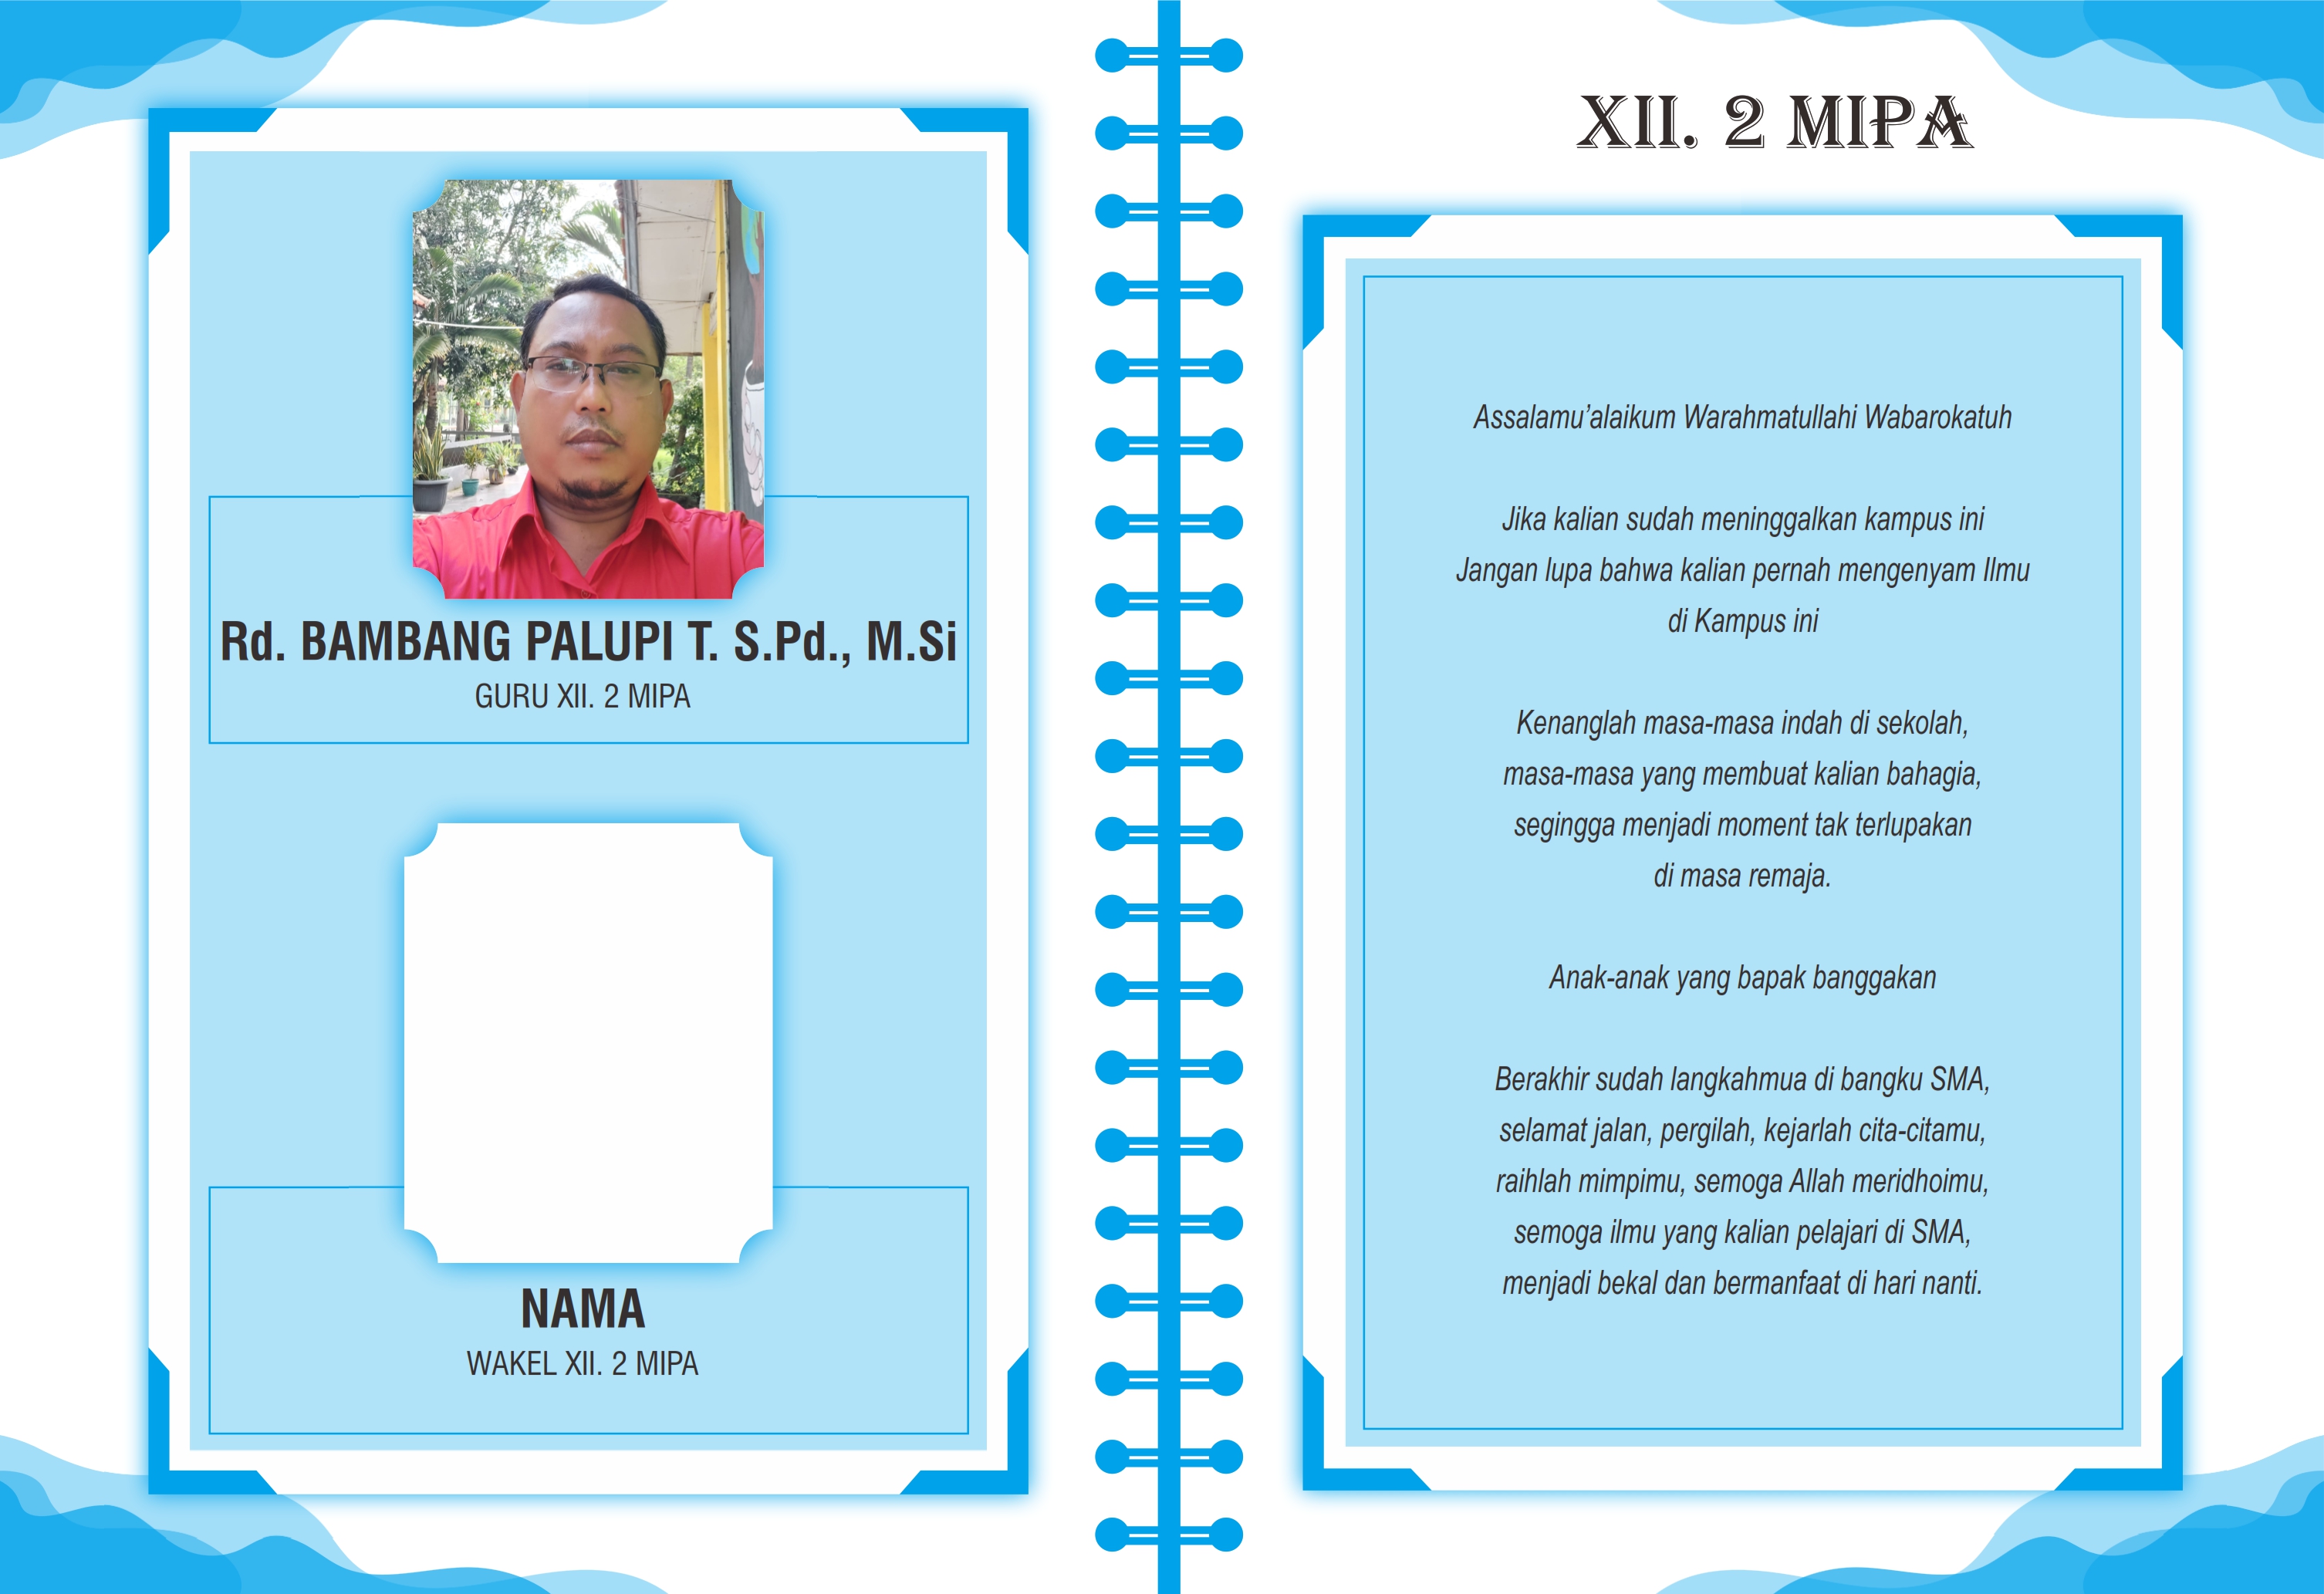 Rd. BAMBANG PALUPI T. S.Pd., M.Si
GURU XII. 2 MIPA
NAMA
WAKEL XII. 2 MIPA
XII. 2 MIPA
Assalamu’alaikum Warahmatullahi Wabarokatuh
Jika kalian sudah meninggalkan kampus ini
Jangan lupa bahwa kalian pernah mengenyam Ilmu
di Kampus ini
Kenanglah masa-masa indah di sekolah,
masa-masa yang membuat kalian bahagia,
segingga menjadi moment tak terlupakan
di masa remaja.
Anak-anak yang bapak banggakan
Berakhir sudah langkahmua di bangku SMA,
selamat jalan, pergilah, kejarlah cita-citamu,
raihlah mimpimu, semoga Allah meridhoimu,
semoga ilmu yang kalian pelajari di SMA,
menjadi bekal dan bermanfaat di hari nanti.